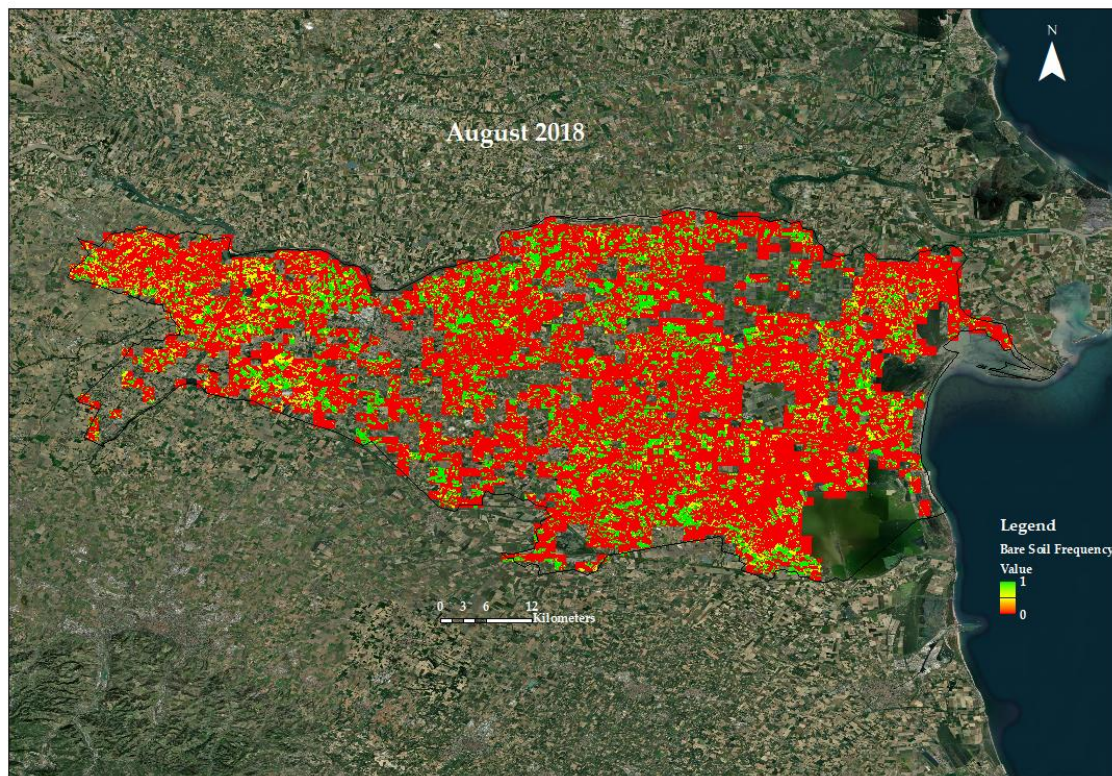 N
August 2018
Legend
Bare Soil Frequency
Value
1
0
0 3 6 12
Kilometers